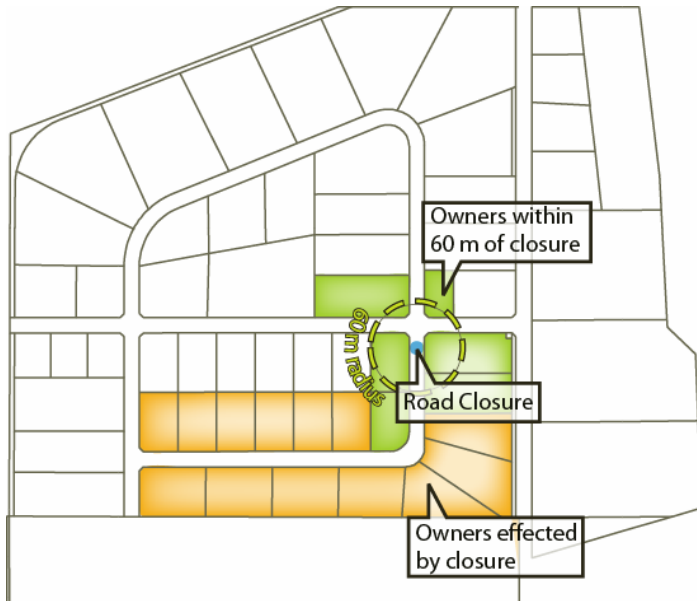 Owners within
60 m of closure
60m radius
Road Closure
Owners effected
by closure